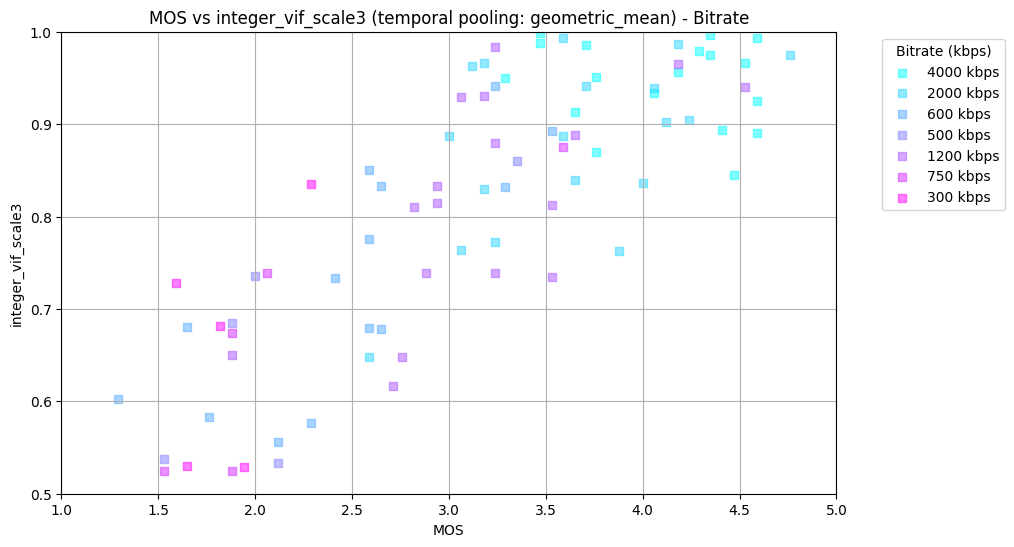 MOS vs integer_vif_scale3 (temporal pooling: geometric_mean) - Bitrate
integer_vif_scale3
1.0
0.9
0.8
0.7
0.6
0.5
1.0 1.5 2.0 2.5 3.0 3.5 4.0 4.5 5.0
MOS
Bitrate (kbps)
4000 kbps
2000 kbps
600 kbps
500 kbps
1200 kbps
750 kbps
300 kbps